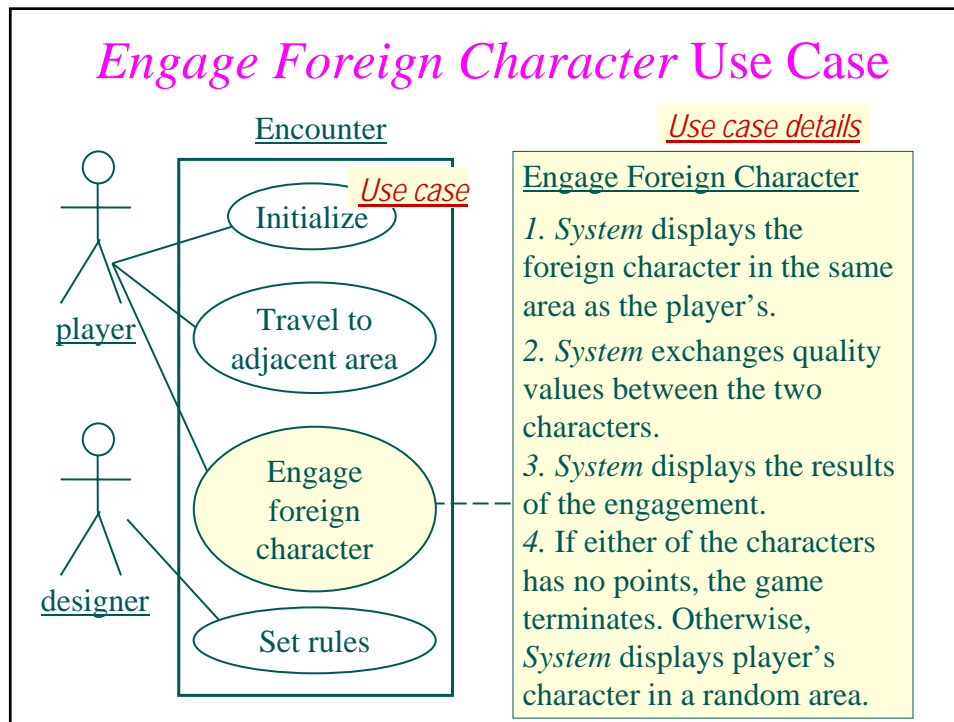 Engage Foreign Character Use Case
Encounter
Use case details
Use case
Initialize
player
Travel to
adjacent area
Engage
foreign
character
designer
Set rules
Engage Foreign Character
1. System displays the
foreign character in the same
area as the player's.
2. System exchanges quality
values between the two
characters.
3. System displays the results
of the engagement.
4. If either of the characters
has no points, the game
terminates. Otherwise,
System displays player's
character in a random area.